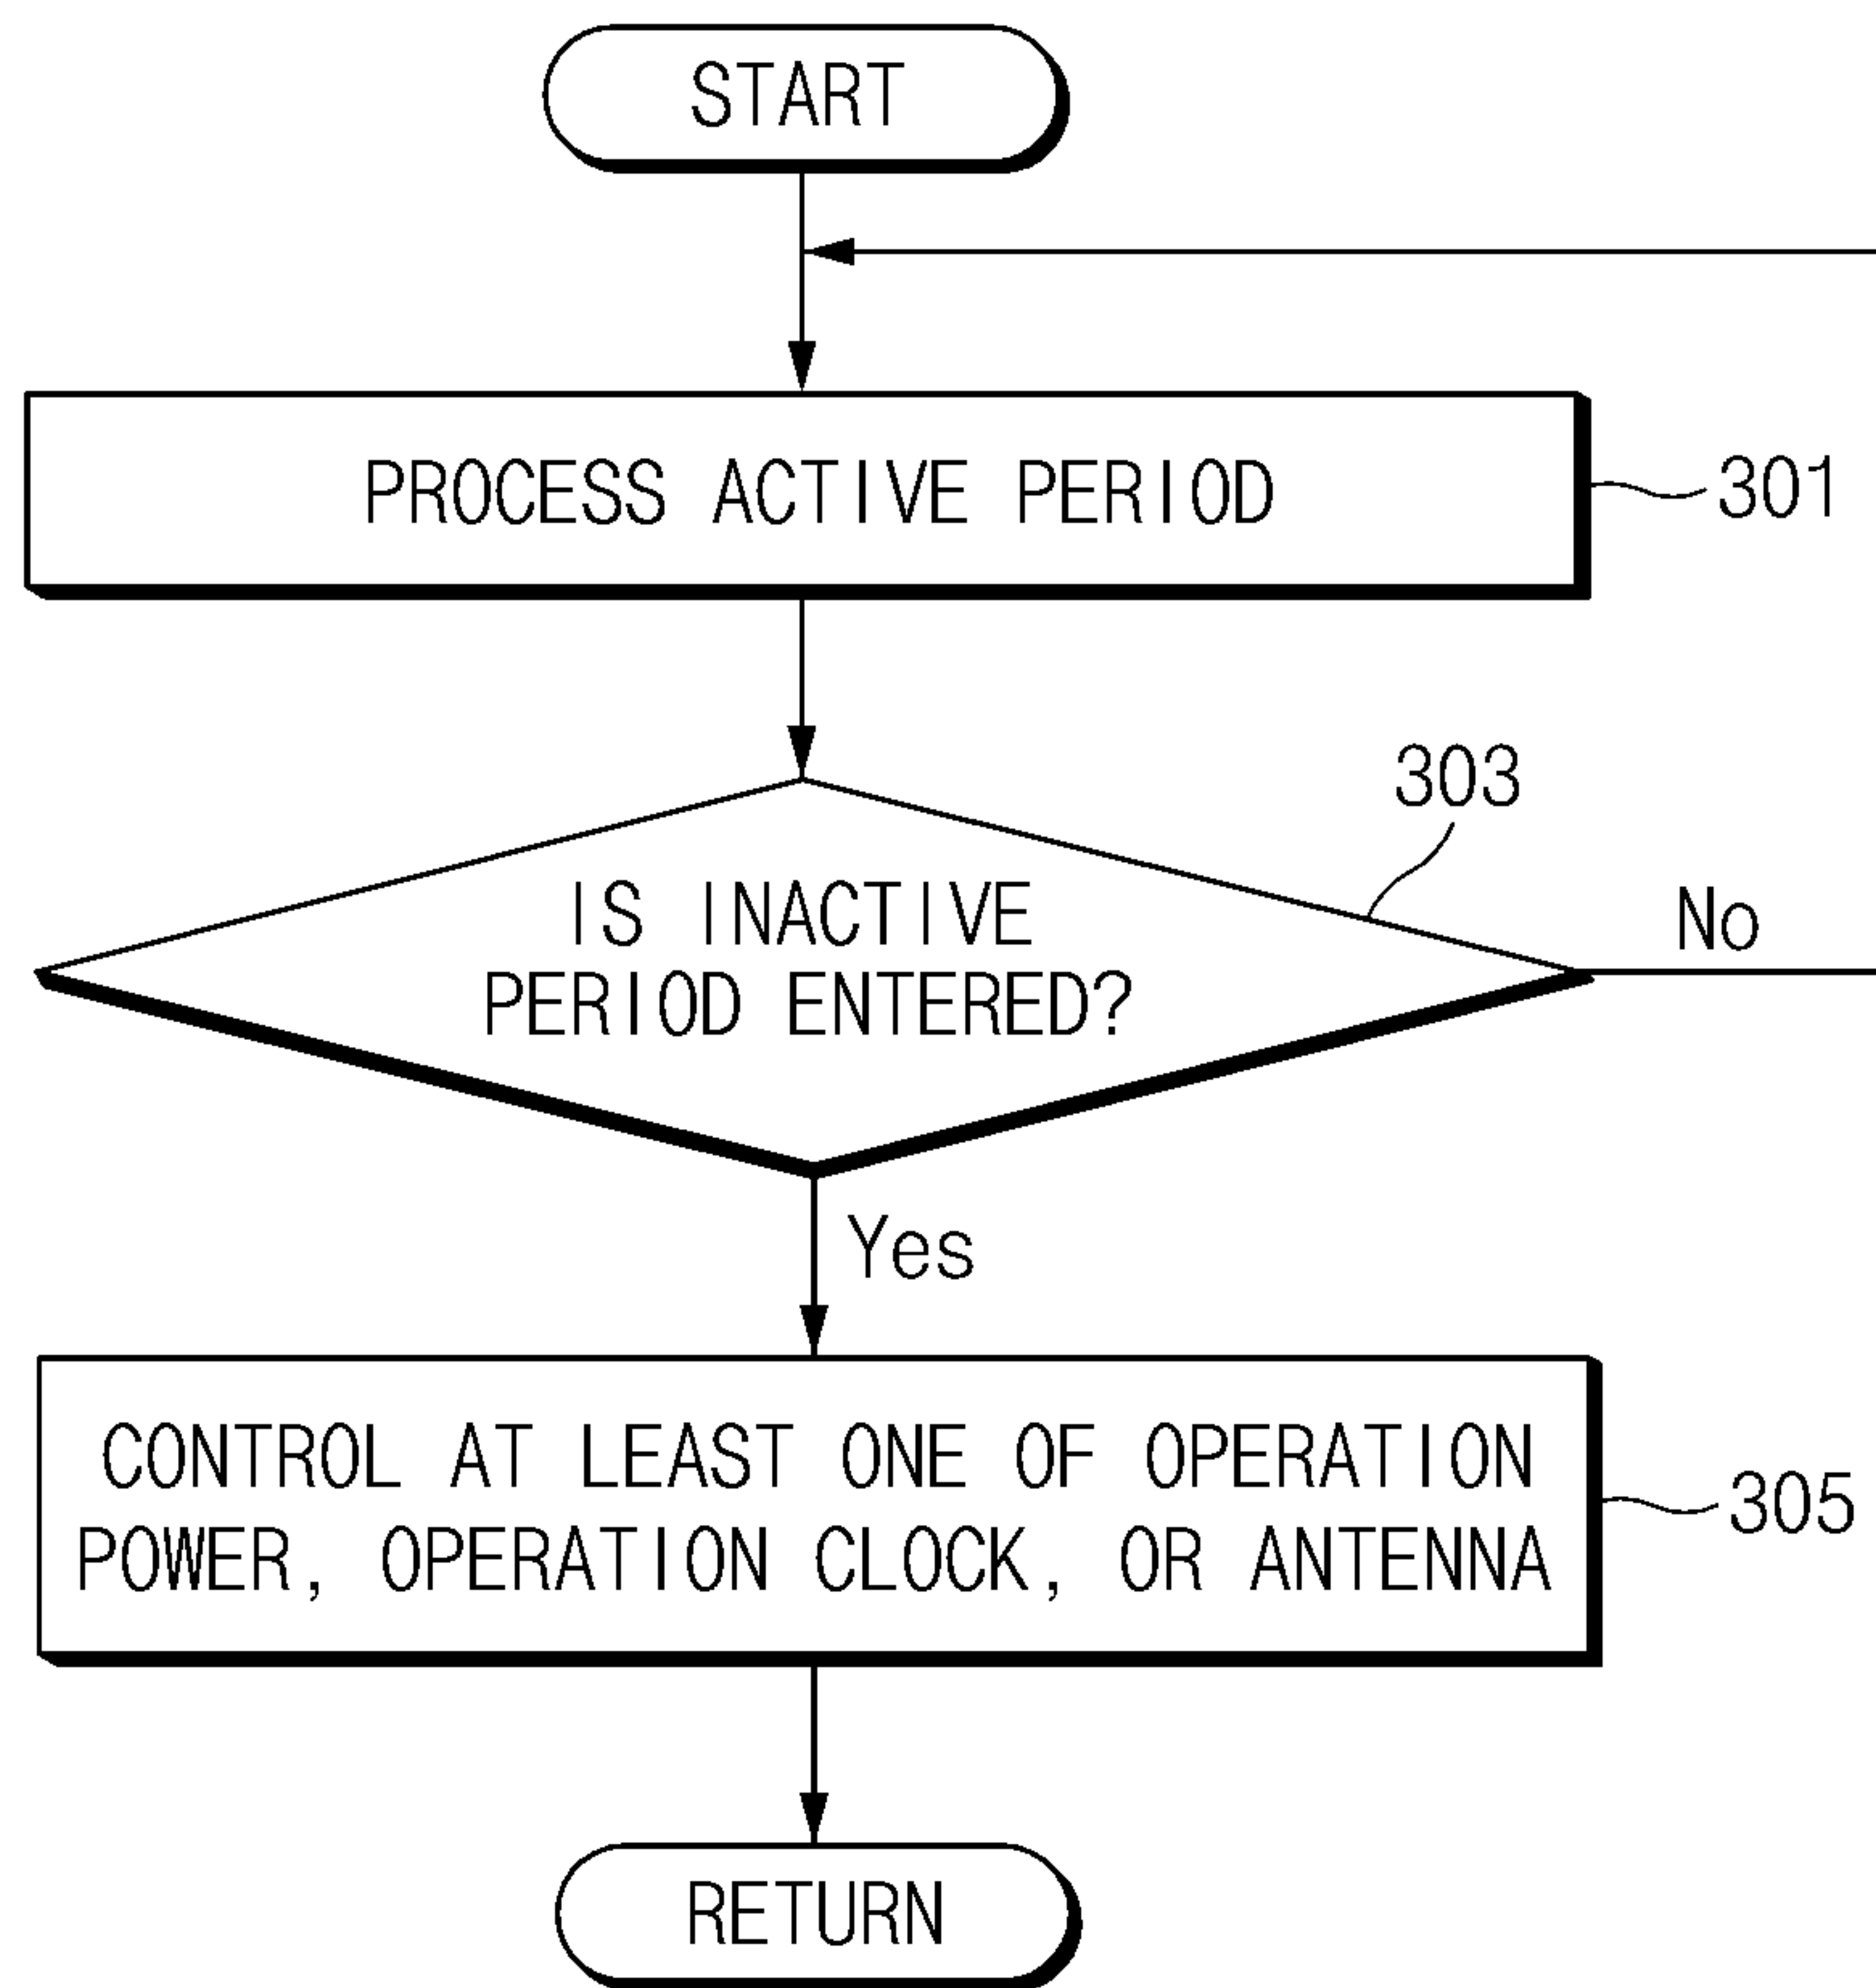 START
PROCESS ACTIVE PERIOD
301
303
IS INACTIVE
PERIOD ENTERED?
No
Yes
CONTROL AT LEAST ONE OF OPERATION
POWER, OPERATION CLOCK, OR ANTENNA
305
RETURN